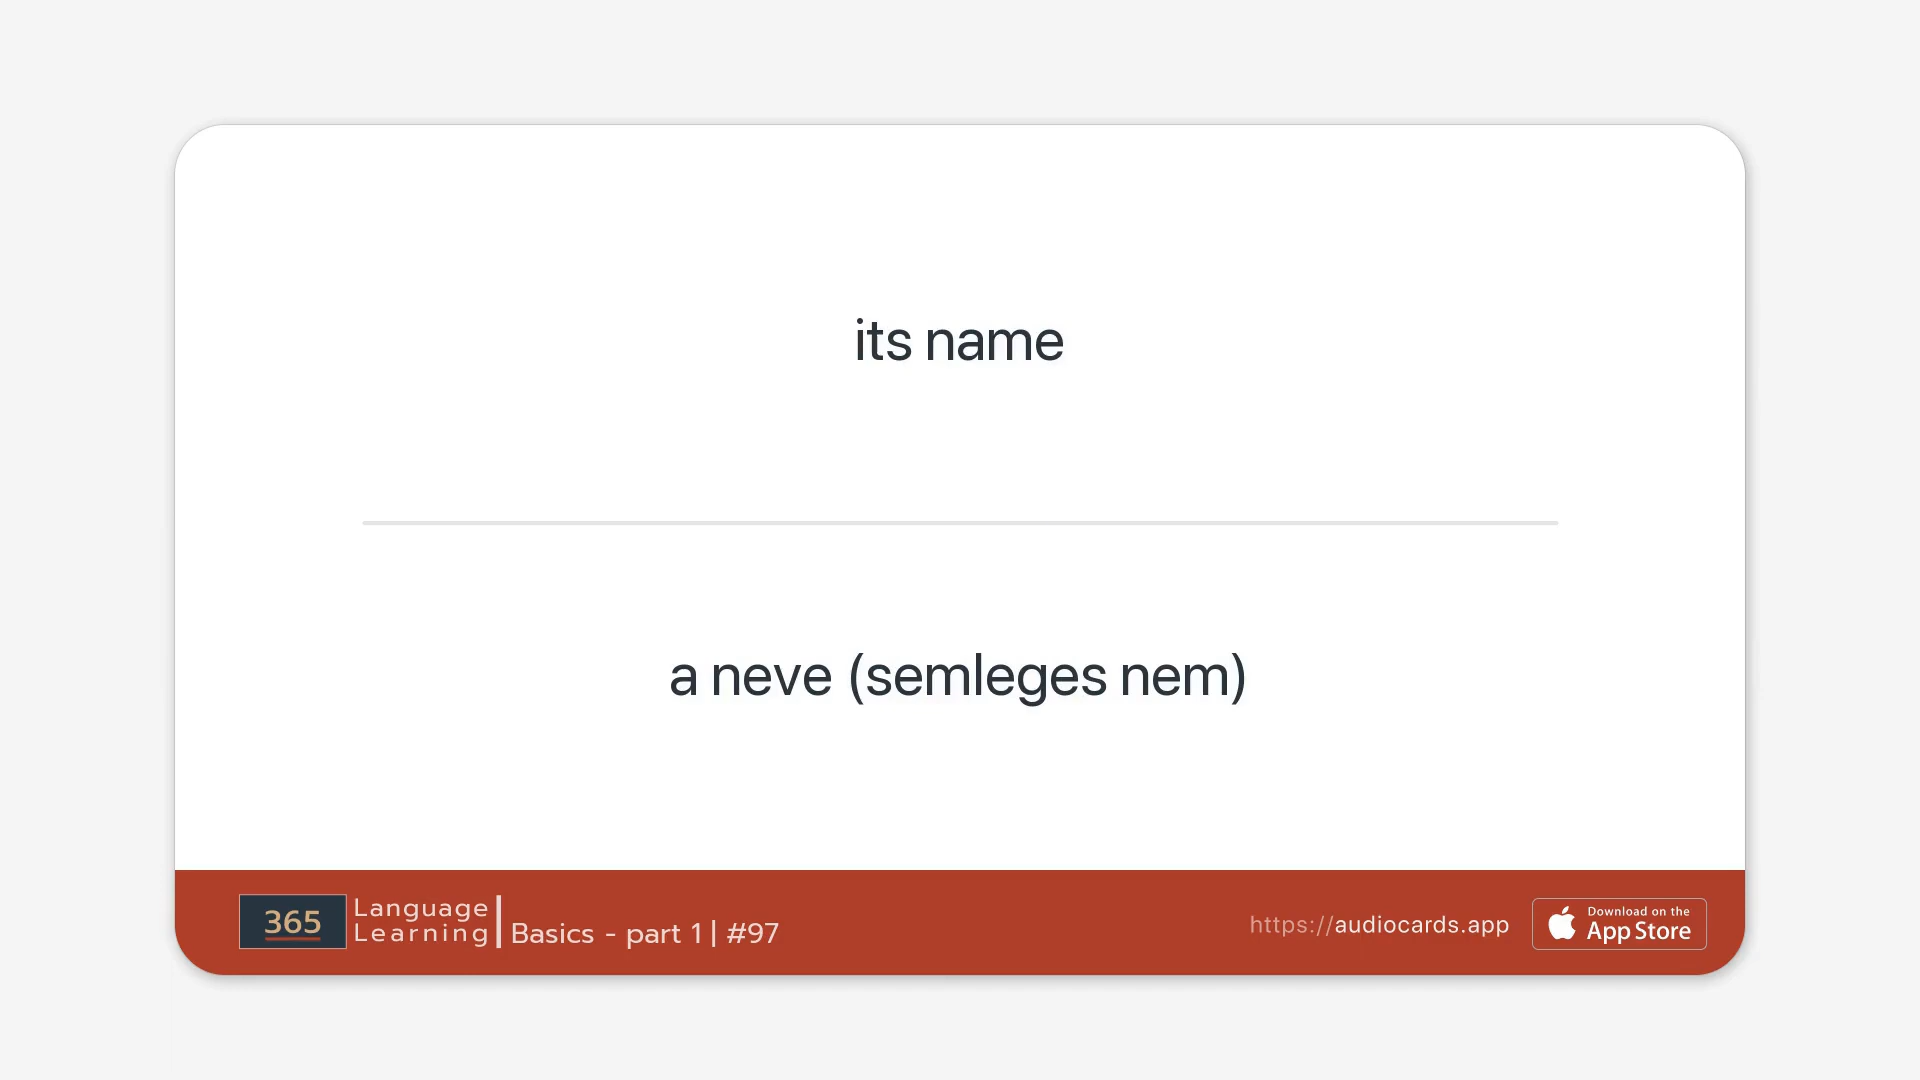 its name
a neve (semleges nem)
365
Language
Learning
Basics - part 1 | #97
https://audiocards.app
Download on the
App Store